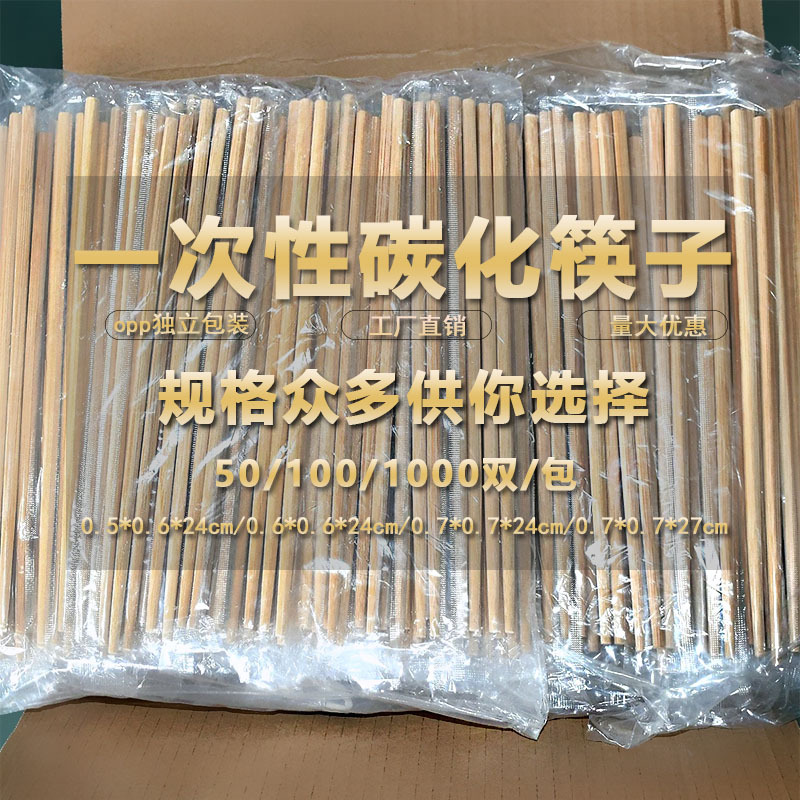 一次性碳化筷子
opp独立包装 工厂直销 量大优惠
规格众多供你选择
50/100/1000双/包
0.5*0.6*24cm/0.6*0.6*24cm/0.7*0.7*24cm/0.7*0.7*27cm